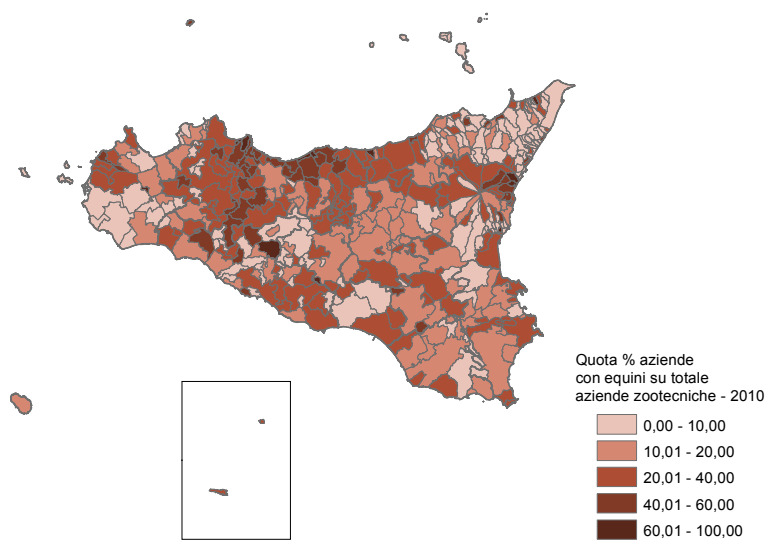 Quota % aziende
con equini su totale
aziende zootecniche - 2010
0,00 - 10,00
10,01 - 20,00
20,01 - 40,00
40,01 - 60,00
60,01 - 100,00